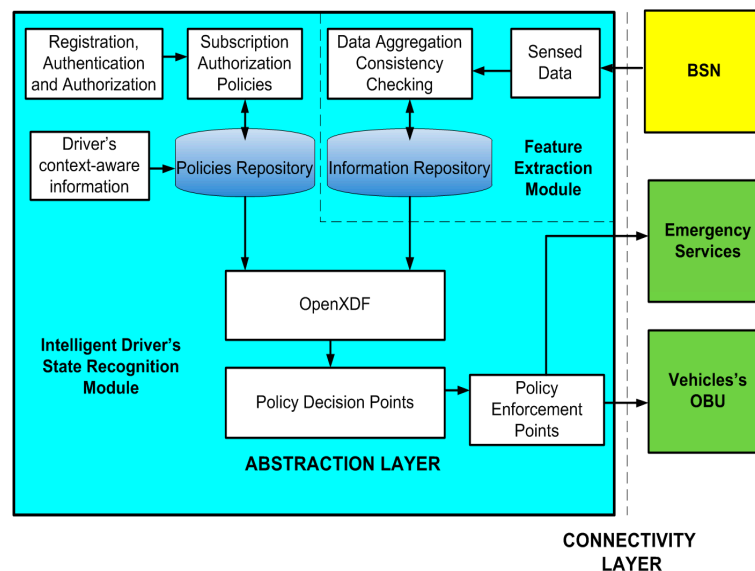 Registration,
Authentication
and Authorization
Subscription
Authorization
Policies
Data Aggregation
Consistency
Checking
Sensed
Data
BSN
Driver's
context-aware
information
Policies Repository
Information Repository
Feature
Extraction
Module
Emergency
Services
OpenXDF
Intelligent Driver's
State Recognition
Module
Policy Decision Points
Policy
Enforcement
Points
Vehicles's
OBU
ABSTRACTION LAYER
CONNECTIVITY
LAYER